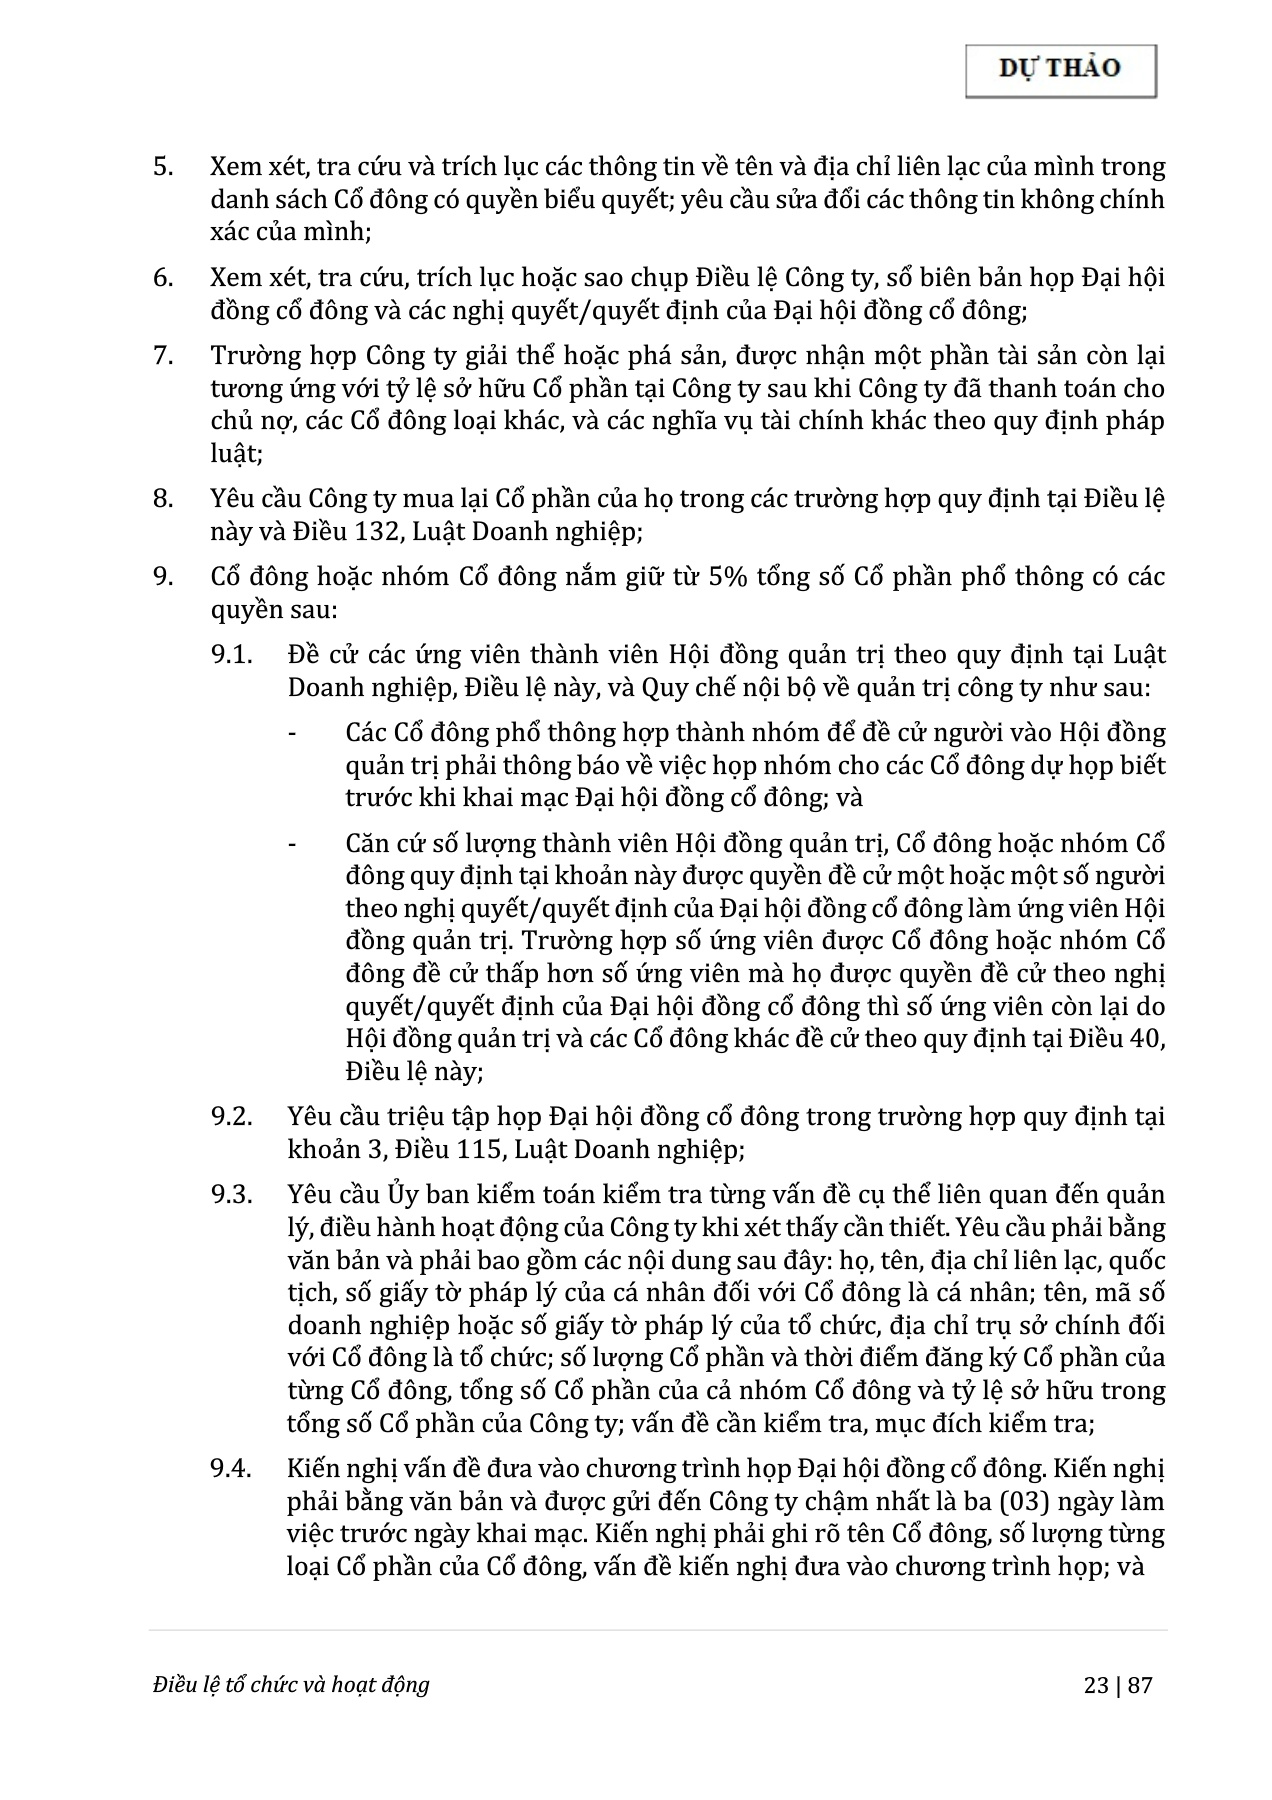 DỰ THẢO
5. Xem xét, tra cứu và trích lục các thông tin về tên và địa chỉ liên lạc của mình trong
danh sách Cổ đông có quyền biểu quyết; yêu cầu sửa đổi các thông tin không chính
xác của mình;
6. Xem xét, tra cứu, trích lục hoặc sao chụp Điều lệ Công ty, sổ biên bản họp Đại hội
đồng cổ đông và các nghị quyết/quyết định của Đại hội đồng cổ đông;
7. Trường hợp Công ty giải thể hoặc phá sản, được nhận một phần tài sản còn lại
tương ứng với tỷ lệ sở hữu Cổ phần tại Công ty sau khi Công ty đã thanh toán cho
chủ nợ, các Cổ đông loại khác, và các nghĩa vụ tài chính khác theo quy định pháp
luật;
8. Yêu cầu Công ty mua lại Cổ phần của họ trong các trường hợp quy định tại Điều lệ
này và Điều 132, Luật Doanh nghiệp;
9. Cổ đông hoặc nhóm Cổ đông nắm giữ từ 5% tổng số Cổ phần phổ thông có các
quyền sau:
9.1. Đề cử các ứng viên thành viên Hội đồng quản trị theo quy định tại Luật
Doanh nghiệp, Điều lệ này, và Quy chế nội bộ về quản trị công ty như sau:
- Các Cổ đông phổ thông hợp thành nhóm để đề cử người vào Hội đồng
quản trị phải thông báo về việc họp nhóm cho các Cổ đông dự họp biết
trước khi khai mạc Đại hội đồng cổ đông; và
- Căn cứ số lượng thành viên Hội đồng quản trị, Cổ đông hoặc nhóm Cổ
đông quy định tại khoản này được quyền đề cử một hoặc một số người
theo nghị quyết/quyết định của Đại hội đồng cổ đông làm ứng viên Hội
đồng quản trị. Trường hợp số ứng viên được Cổ đông hoặc nhóm Cổ
đông đề cử thấp hơn số ứng viên mà họ được quyền đề cử theo nghị
quyết/quyết định của Đại hội đồng cổ đông thì số ứng viên còn lại do
Hội đồng quản trị và các Cổ đông khác đề cử theo quy định tại Điều 40,
Điều lệ này;
9.2. Yêu cầu triệu tập họp Đại hội đồng cổ đông trong trường hợp quy định tại
khoản 3, Điều 115, Luật Doanh nghiệp;
9.3. Yêu cầu Ủy ban kiểm toán kiểm tra từng vấn đề cụ thể liên quan đến quản
lý, điều hành hoạt động của Công ty khi xét thấy cần thiết. Yêu cầu phải bằng
văn bản và phải bao gồm các nội dung sau đây: họ, tên, địa chỉ liên lạc, quốc
tịch, số giấy tờ pháp lý của cá nhân đối với Cổ đông là cá nhân; tên, mã số
doanh nghiệp hoặc số giấy tờ pháp lý của tổ chức, địa chỉ trụ sở chính đối
với Cổ đông là tổ chức; số lượng Cổ phần và thời điểm đăng ký Cổ phần của
từng Cổ đông, tổng số Cổ phần của cả nhóm Cổ đông và tỷ lệ sở hữu trong
tổng số Cổ phần của Công ty; vấn đề cần kiểm tra, mục đích kiểm tra;
9.4. Kiến nghị vấn đề đưa vào chương trình họp Đại hội đồng cổ đông. Kiến nghị
phải bằng văn bản và được gửi đến Công ty chậm nhất là ba (03) ngày làm
việc trước ngày khai mạc. Kiến nghị phải ghi rõ tên Cổ đông, số lượng từng
loại Cổ phần của Cổ đông, vấn đề kiến nghị đưa vào chương trình họp; và
Điều lệ tổ chức và hoạt động 23 | 87